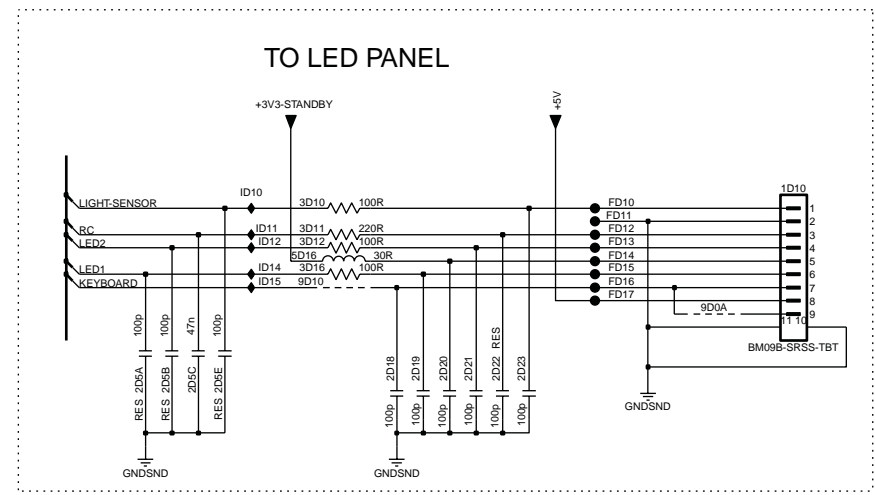 TO LED PANEL
+3V3-STANDBY
+5V
1D10
LIGHT-SENSOR
ID10
3D10
100R
FD10
1
FD11
2
RC
ID11
3D11
220R
FD12
3
LED2
ID12
3D12
100R
FD13
4
5D16
30R
FD14
5
LED1
ID14
3D16
100R
FD15
6
KEYBOARD
ID15
9D10
FD16
7
FD17
8
9D0A
9
11 10
BM09B-SRSS-TBT
100p
100p
47n
100p
RES 2D5A
RES 2D5B
2D5C
RES 2D5E
2D18
2D19
2D20
2D21
2D22 RES
2D23
100p
100p
100p
100p
100p
100p
GNDSND
GNDSND
GNDSND